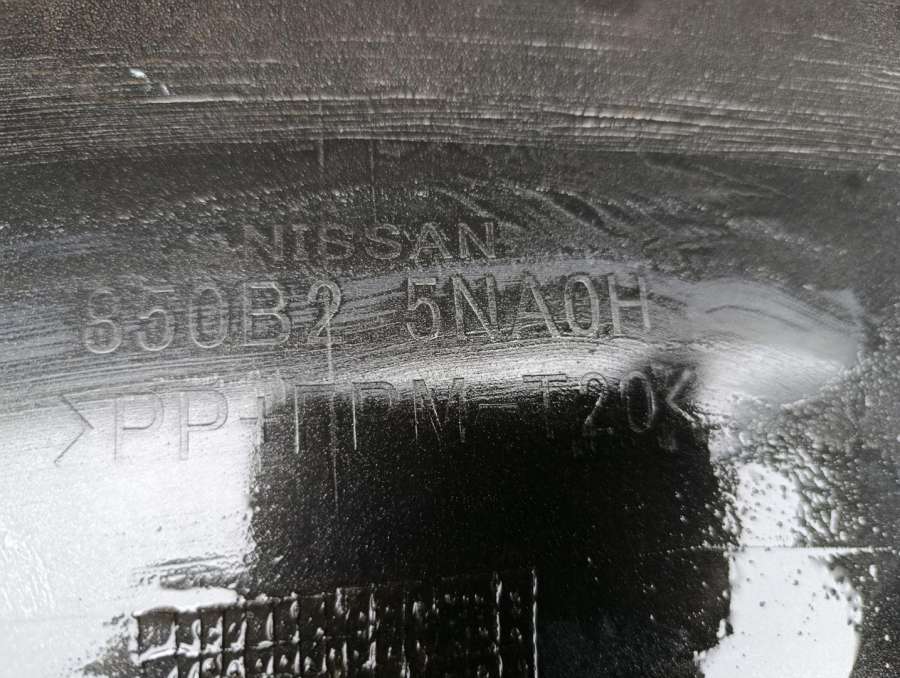 NISSAN
850B2 5NA0H
>PP+EPDM-T20<